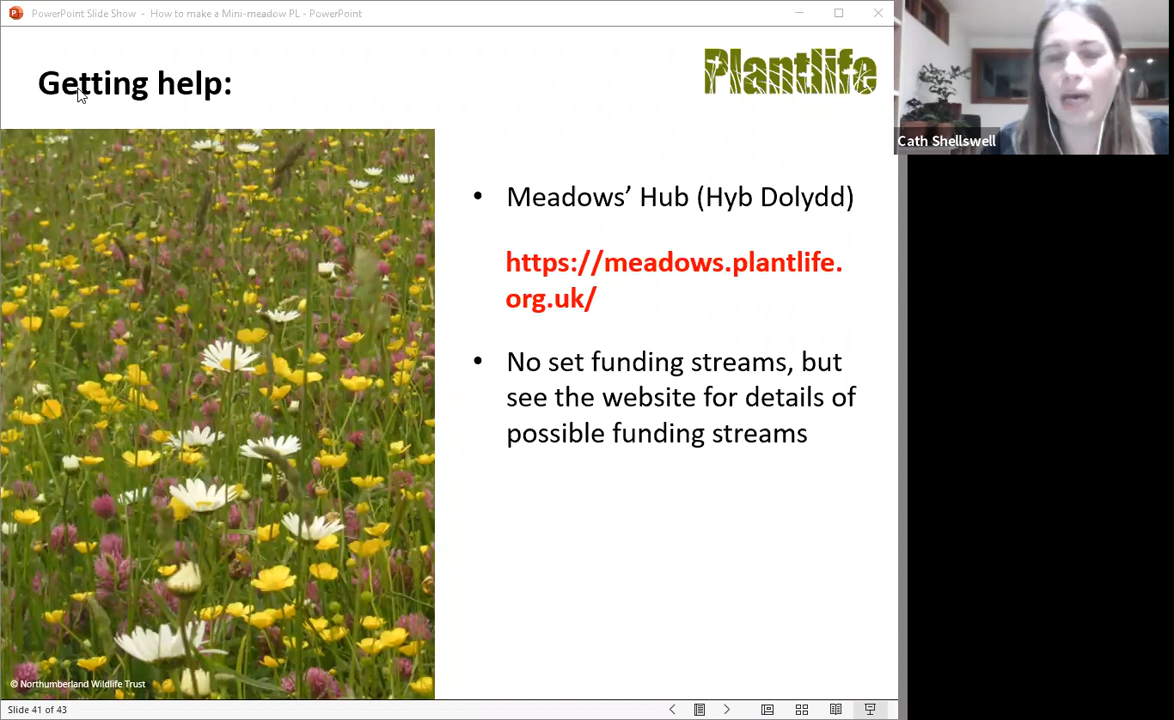 PowerPoint Slide Show - How to make a Mini-meadow PL - PowerPoint
Getting help:
Plantlife
Cath Shellswell
• Meadows’ Hub (Hyb Dolydd)
https://meadows.plantlife.
org.uk/
• No set funding streams, but
see the website for details of
possible funding streams
© Northumberland Wildlife Trust
Slide 41 of 43